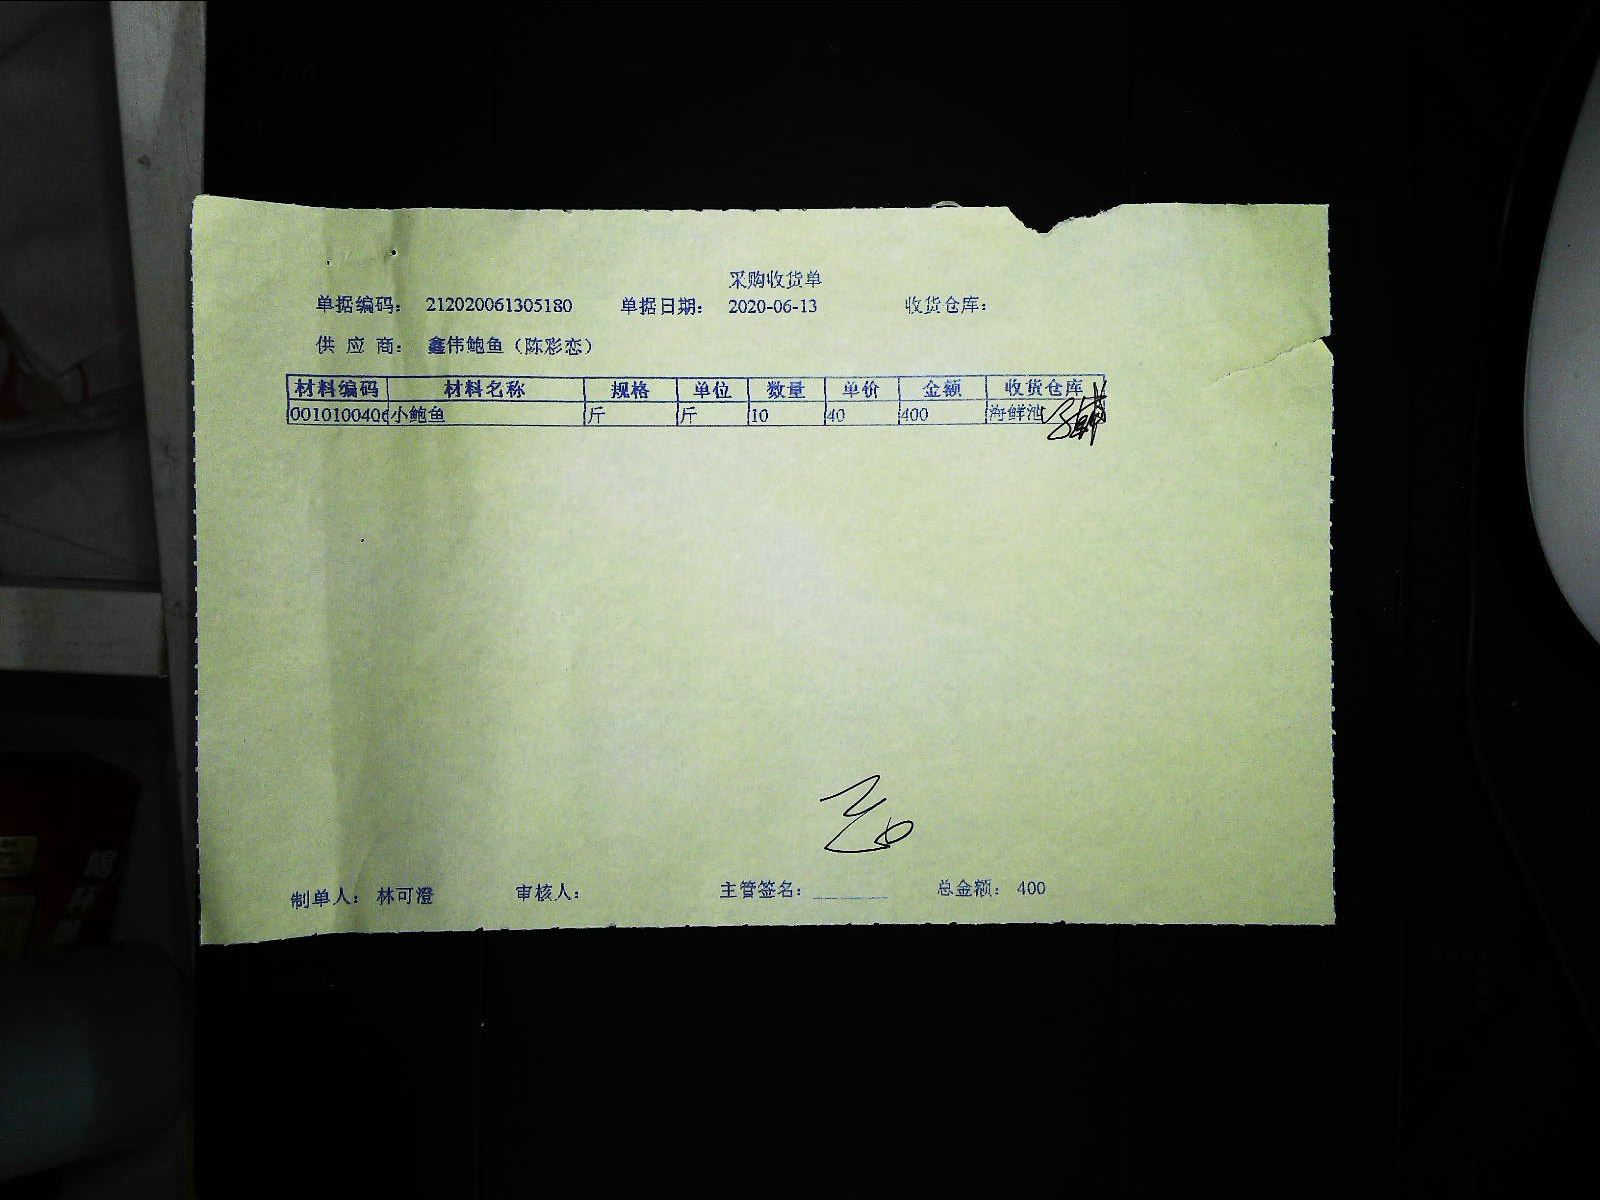 采购收货单
单据编码： 212020061305180 单据日期： 2020-06-13 收货仓库：
供 应 商： 鑫伟鲍鱼（陈彩恋）
材料编码 材料名称 规格 单位 数量 单价 金额 收货仓库
0010100406 小鲍鱼 斤 斤 10 40 400 海鲜池
制单人： 林可澄 审核人： 主管签名： 总金额： 400